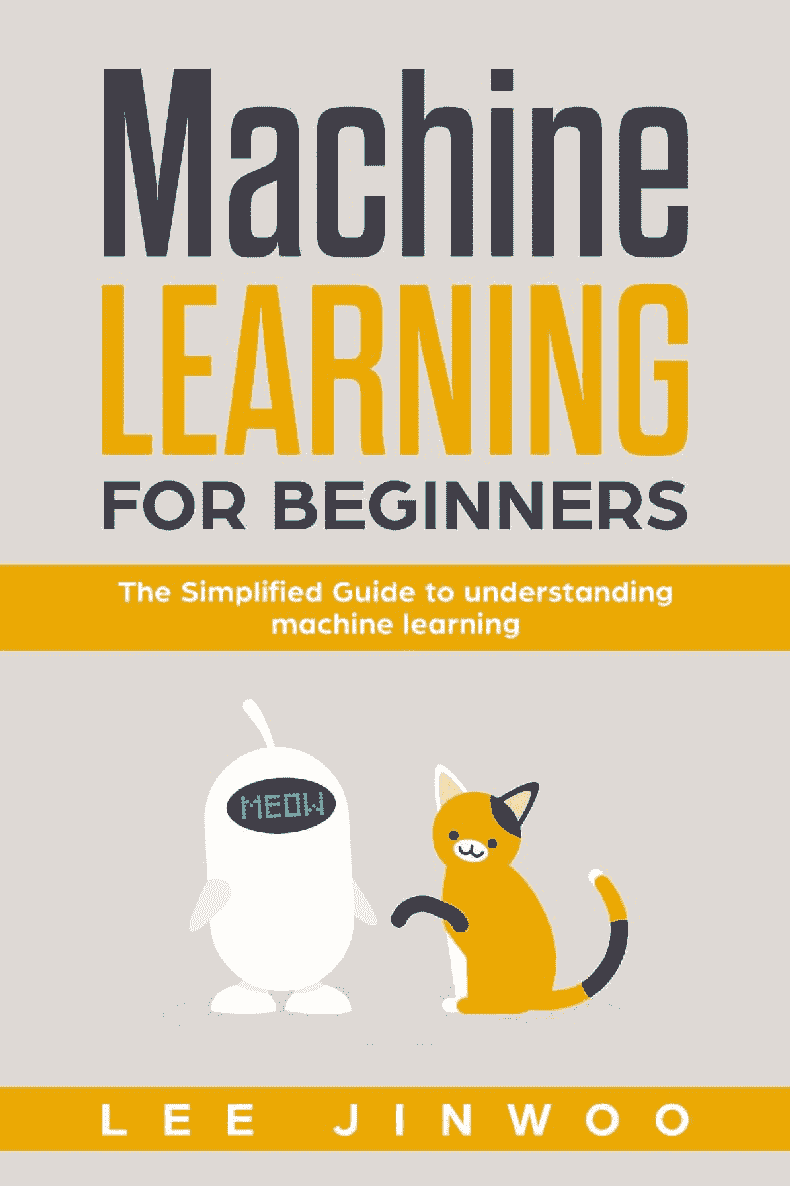 Machine
LEARNING
FOR BEGINNERS
The Simplified Guide to understanding
machine learning
MEOW
LEE JINWOO